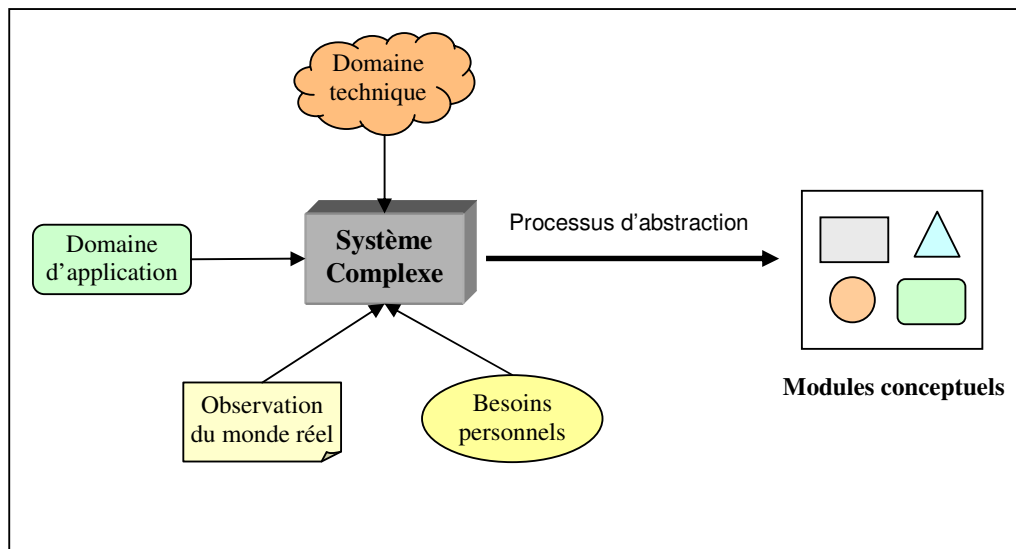 Domaine
technique
Domaine
d'application
Système
Complexe
Processus d'abstraction
Modules conceptuels
Observation
du monde réel
Besoins
personnels